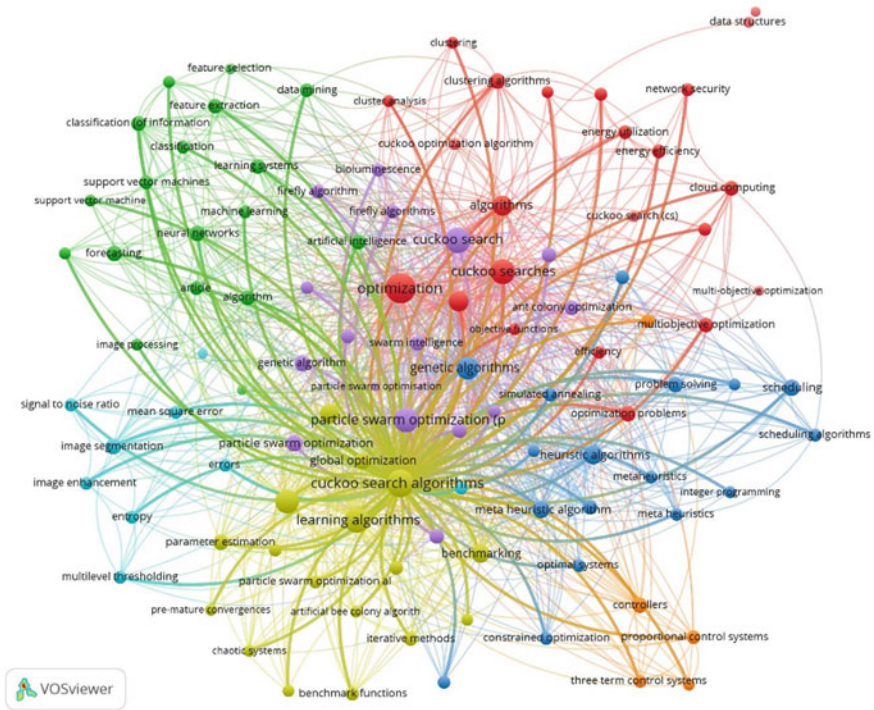 data structures
clustering
feature selection
clustering algorithms
data mining
network security
cluster analysis
feature extraction
classification (of information
energy utilization
cuckoo optimization algorithm
classification
energy efficiency
learning systems
bioluminescence
support vector machines
firefly algorithm
cloud computing
support vector machine
algorithms
machine learning
firefly algorithms
cuckoo search (cs)
neural networks
artificial intelligence
cuckoo search
forecasting
cuckoo searches
article
optimization
multi-objective optimization
algorithm
ant colony optimization
multiobjective optimization
objective functions
image processing
swarm intelligence
efficiency
genetic algorithm
genetic algorithms
particle swarm optimisation
problem solving
scheduling
simulated annealing
signal to noise ratio
mean square error
optimization problems
particle swarm optimization (p
scheduling algorithms
particle swarm optimization
image segmentation
heuristic algorithms
global optimization
errors
metaheuristics
image enhancement
cuckoo search algorithms
integer programming
entropy
meta heuristic algorithm
meta heuristics
learning algorithms
parameter estimation
benchmarking
optimal systems
multilevel thresholding
particle swarm optimization al
controllers
pre-mature convergences
artificial bee colony algorith
iterative methods
constrained optimization
proportional control systems
chaotic systems
three term control systems
benchmark functions
VOSviewer